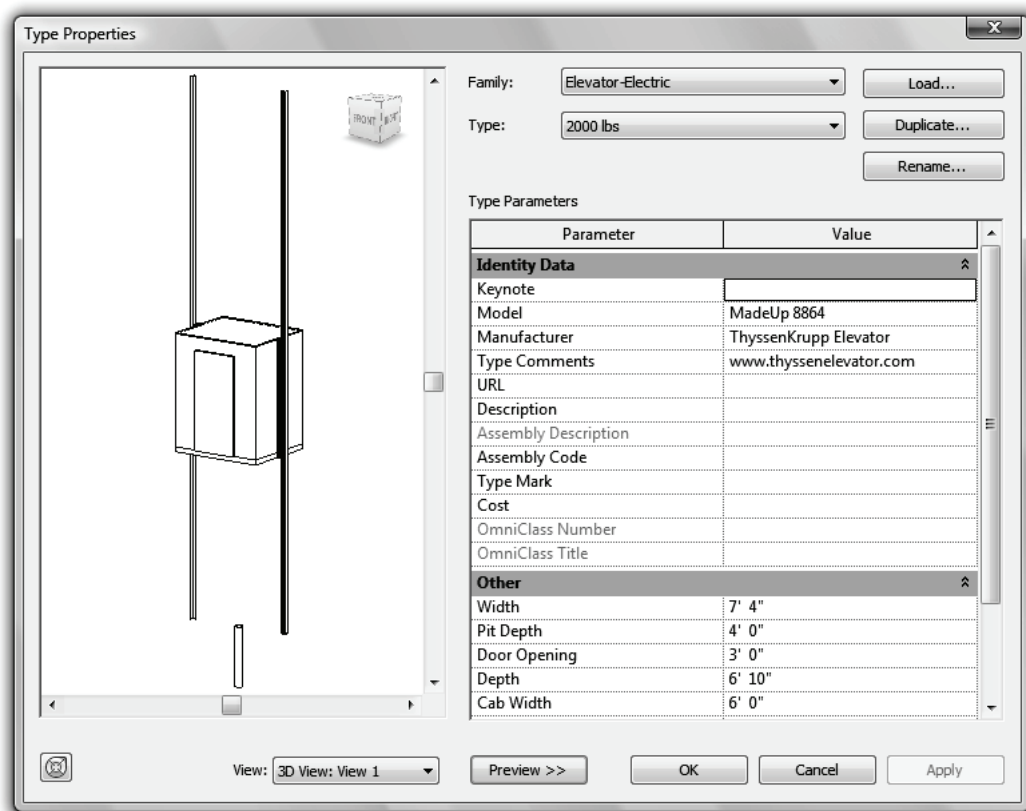 Type Properties
Family: Elevator-Electric Load...
Type: 2000 lbs Duplicate...
Rename...
Type Parameters
Parameter Value
Identity Data
Keynote
Model MadeUp 8864
Manufacturer ThyssenKrupp Elevator
Type Comments www.thyssenelevator.com
URL
Description
Assembly Description
Assembly Code
Type Mark
Cost
OmniClass Number
OmniClass Title
Other
Width 7' 4"
Pit Depth 4' 0"
Door Opening 3' 0"
Depth 6' 10"
Cab Width 6' 0"
FRONT
View: 3D View: View 1 Preview >> OK Cancel Apply